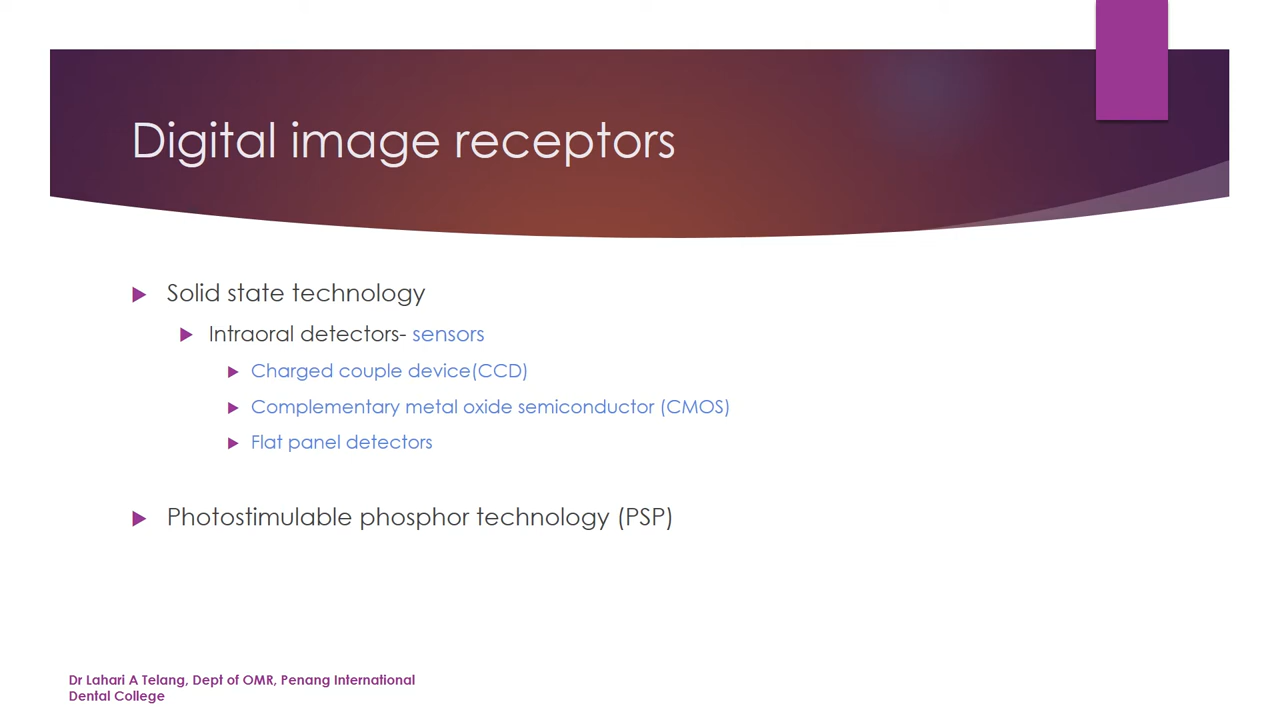 Digital image receptors
Solid state technology
Intraoral detectors- sensors
Charged couple device(CCD)
Complementary metal oxide semiconductor (CMOS)
Flat panel detectors
Photostimulable phosphor technology (PSP)
Dr Lahari A Telang, Dept of OMR, Penang International
Dental College